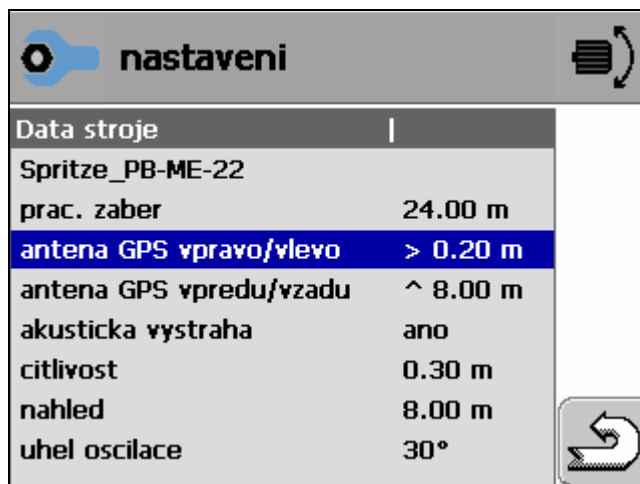 nastaveni
Data stroje
Spritze_PB-ME-22
prac. zaber 24.00 m
antena GPS vpravo/vlevo > 0.20 m
antena GPS vpredu/vzadu ^ 8.00 m
akusticka vystraha ano
citlivost 0.30 m
nahled 8.00 m
uhel oscilace 30°